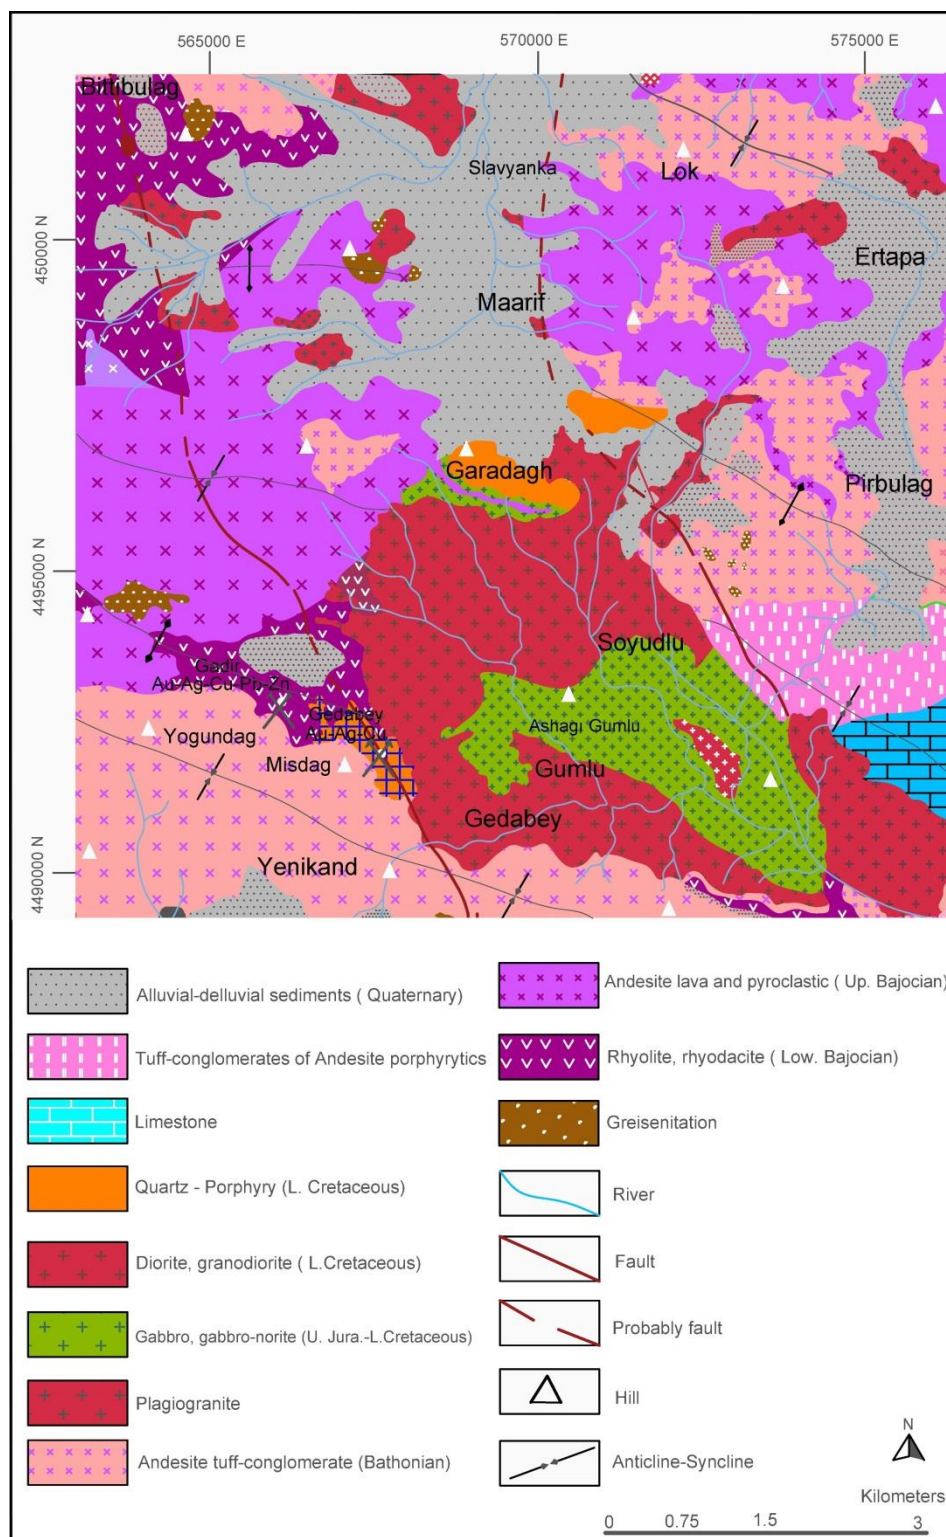 565000 E
570000 E
575000 E
Bittibulag
Slavyanka
Lok
450000 N
Ertapa
Maarif
Garadagh
Pirbulag
4495000 N
Soyudlu
Gadir
Au-Ag-Cu-Pb-Zn
Gedabey
Au-Ag-Cu
Ashagı Gumlu
Yogundag
Misdag
Gumlu
Gedabey
Yenikand
4490000 N
Alluvial-delluvial sediments ( Quaternary)
Tuff-conglomerates of Andesite porphyrytics
Limestone
Quartz - Porphyry (L. Cretaceous)
Diorite, granodiorite ( L.Cretaceous)
Gabbro, gabbro-norite (U. Jura.-L.Cretaceous)
Plagiogranite
Andesite tuff-conglomerate (Bathonian)
Andesite lava and pyroclastic ( Up. Bajocian)
Rhyolite, rhyodacite ( Low. Bajocian)
Greisenitation
River
Fault
Probably fault
Hill
Anticline-Syncline
N
Kilometers
0 0.75 1.5 3